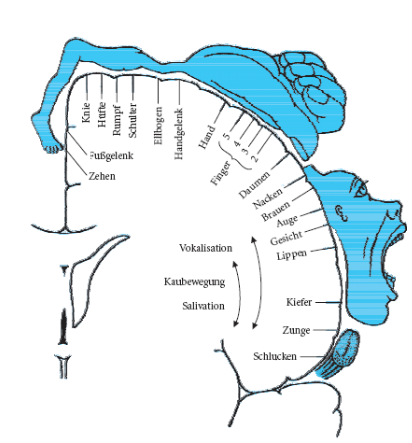 Knie
Hüfte
Rumpf
Schulter
Ellbogen
Handgelenk
Hand
5
4
3
2
Finger
Daumen
Nacken
Brauen
Auge
Gesicht
Lippen
Fußgelenk
Zehen
Vokalisation
Kaubewegung
Salivation
Kiefer
Zunge
Schlucken